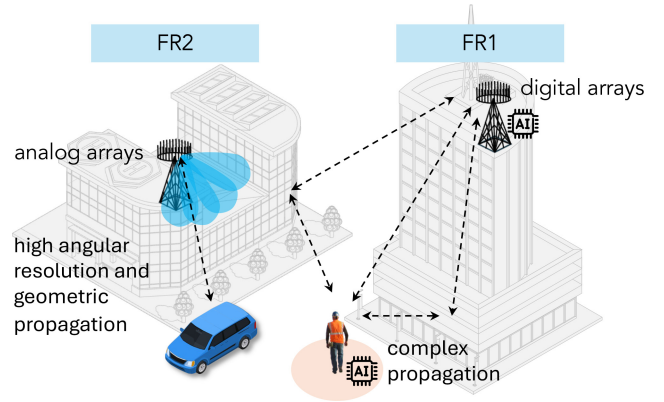 FR2
FR1
digital arrays
AI
analog arrays
high angular
resolution and
geometric
propagation
complex
propagation
AI